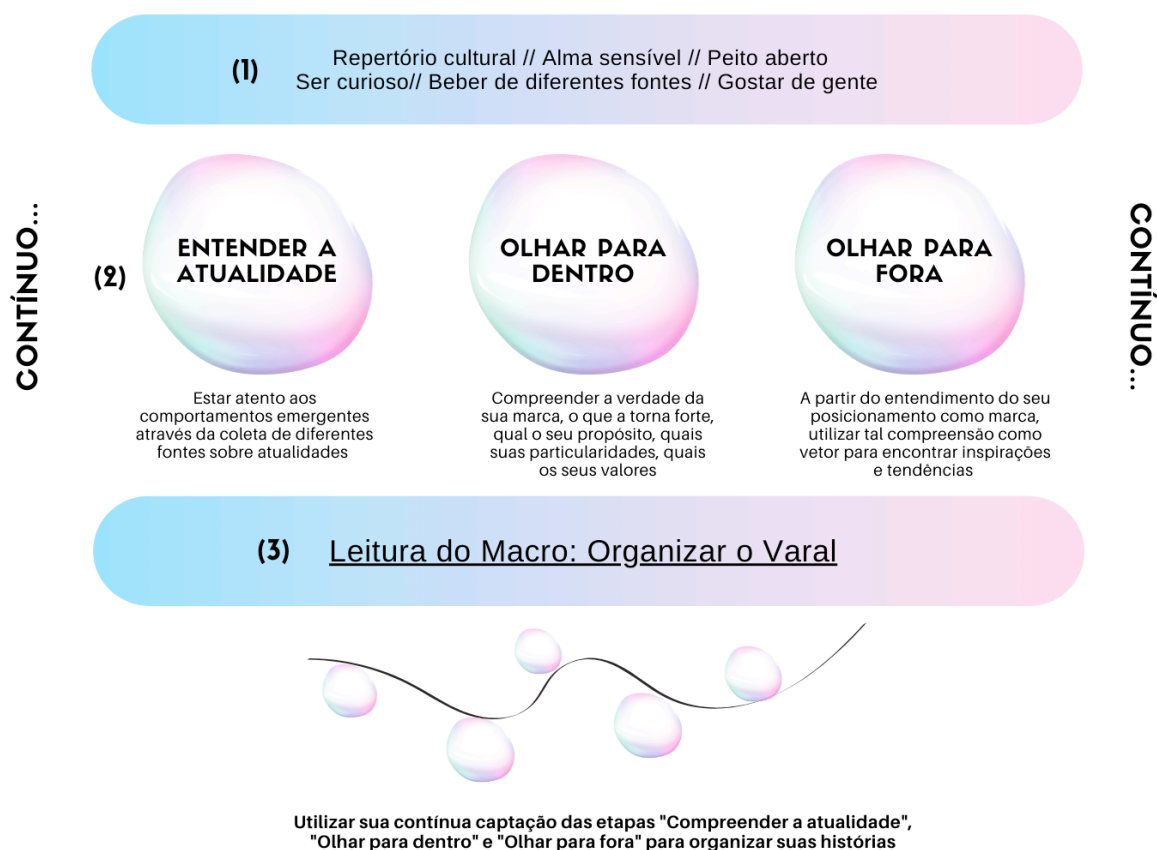 (1)
Repertório cultural // Alma sensível // Peito aberto
Ser curioso// Beber de diferentes fontes // Gostar de gente
CONTÍNUO...
(2)
ENTENDER A
ATUALIDADE
Estar atento aos
comportamentos emergentes
através da coleta de diferentes
fontes sobre atualidades
OLHAR PARA
DENTRO
Compreender a verdade da
sua marca, o que a torna forte,
qual o seu propósito, quais
suas particularidades, quais
os seus valores
OLHAR PARA
FORA
A partir do entendimento do seu
posicionamento como marca,
utilizar tal compreensão como
vetor para encontrar inspirações
e tendências
CONTÍNUO...
(3)
Leitura do Macro: Organizar o Varal
Utilizar sua contínua captação das etapas "Compreender a atualidade",
"Olhar para dentro" e "Olhar para fora" para organizar suas histórias